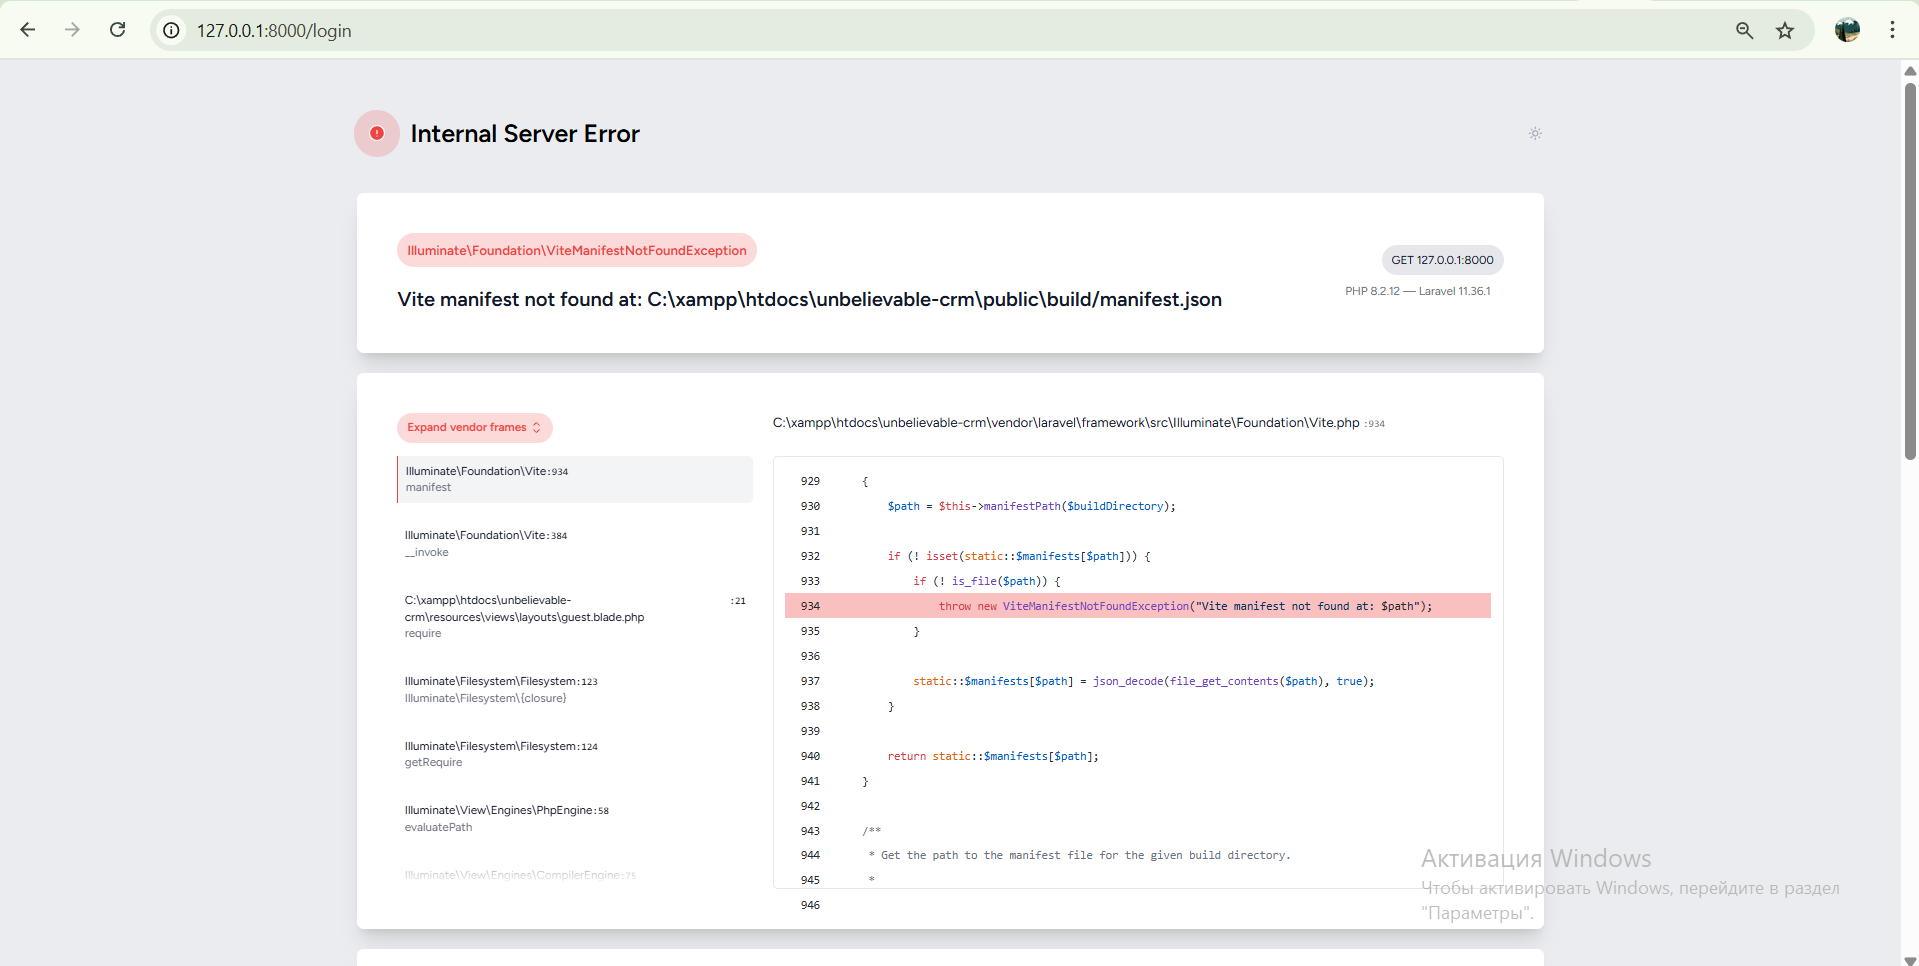 127.0.0.1:8000/login
Internal Server Error
Illuminate\Foundation\ViteManifestNotFoundException
GET 127.0.0.1:8000
Vite manifest not found at: C:\xampp\htdocs\unbelievable-crm\public\build/manifest.json
PHP 8.2.12 — Laravel 11.36.1
Expand vendor frames
Illuminate\Foundation\Vite:934
manifest
Illuminate\Foundation\Vite:384
__invoke
C:\xampp\htdocs\unbelievable-
crm\resources\views\layouts\guest.blade.php :21
require
Illuminate\Filesystem\Filesystem:123
Illuminate\Filesystem\{closure}
Illuminate\Filesystem\Filesystem:124
getRequire
Illuminate\View\Engines\PhpEngine:58
evaluatePath
Illuminate\View\Engines\CompilerEngine:75
C:\xampp\htdocs\unbelievable-crm\vendor\laravel\framework\src\Illuminate\Foundation\Vite.php :934
929 {
930 $path = $this->manifestPath($buildDirectory);
931
932 if (! isset(static::$manifests[$path])) {
933 if (! is_file($path)) {
934 throw new ViteManifestNotFoundException("Vite manifest not found at: $path");
935 }
936
937 static::$manifests[$path] = json_decode(file_get_contents($path), true);
938 }
939
940 return static::$manifests[$path];
941 }
942
943 /**
944 * Get the path to the manifest file for the given build directory.
945 *
946
Активация Windows
Чтобы активировать Windows, перейдите в раздел
"Параметры".